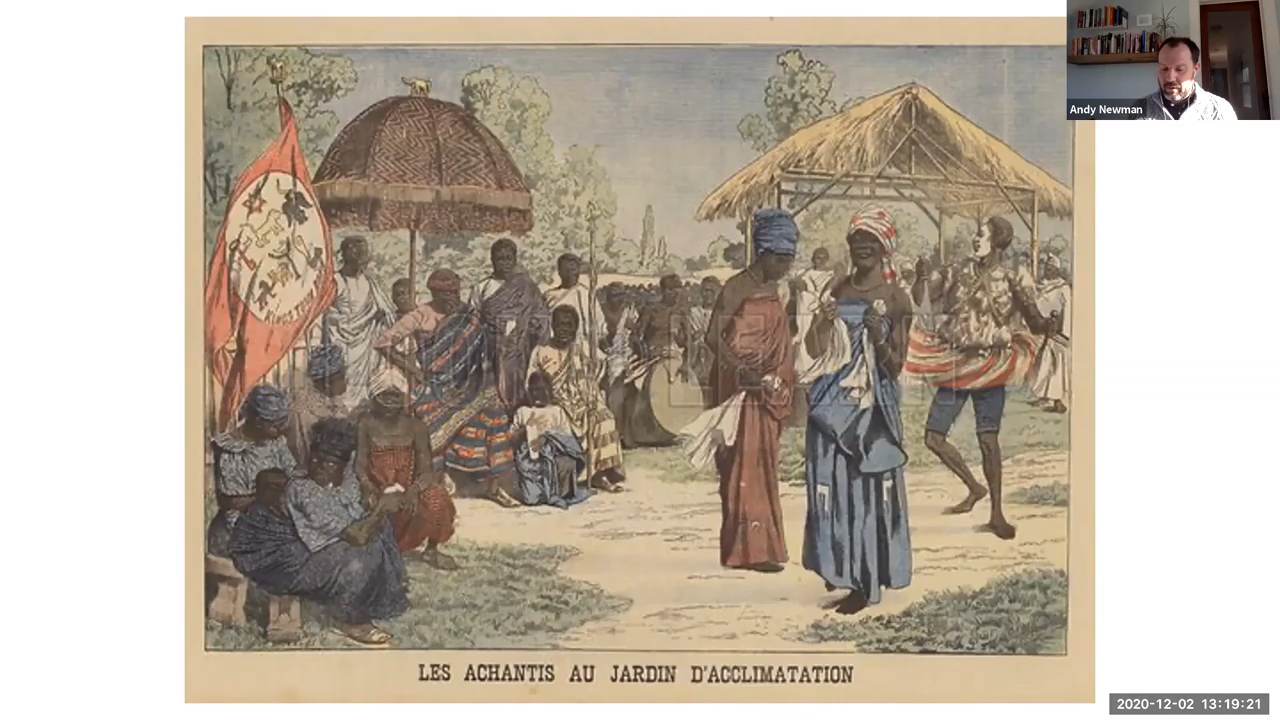 Andy Newman
LES ACHANTIS AU JARDIN D'ACCLIMATATION
2020-12-02 13:19:21